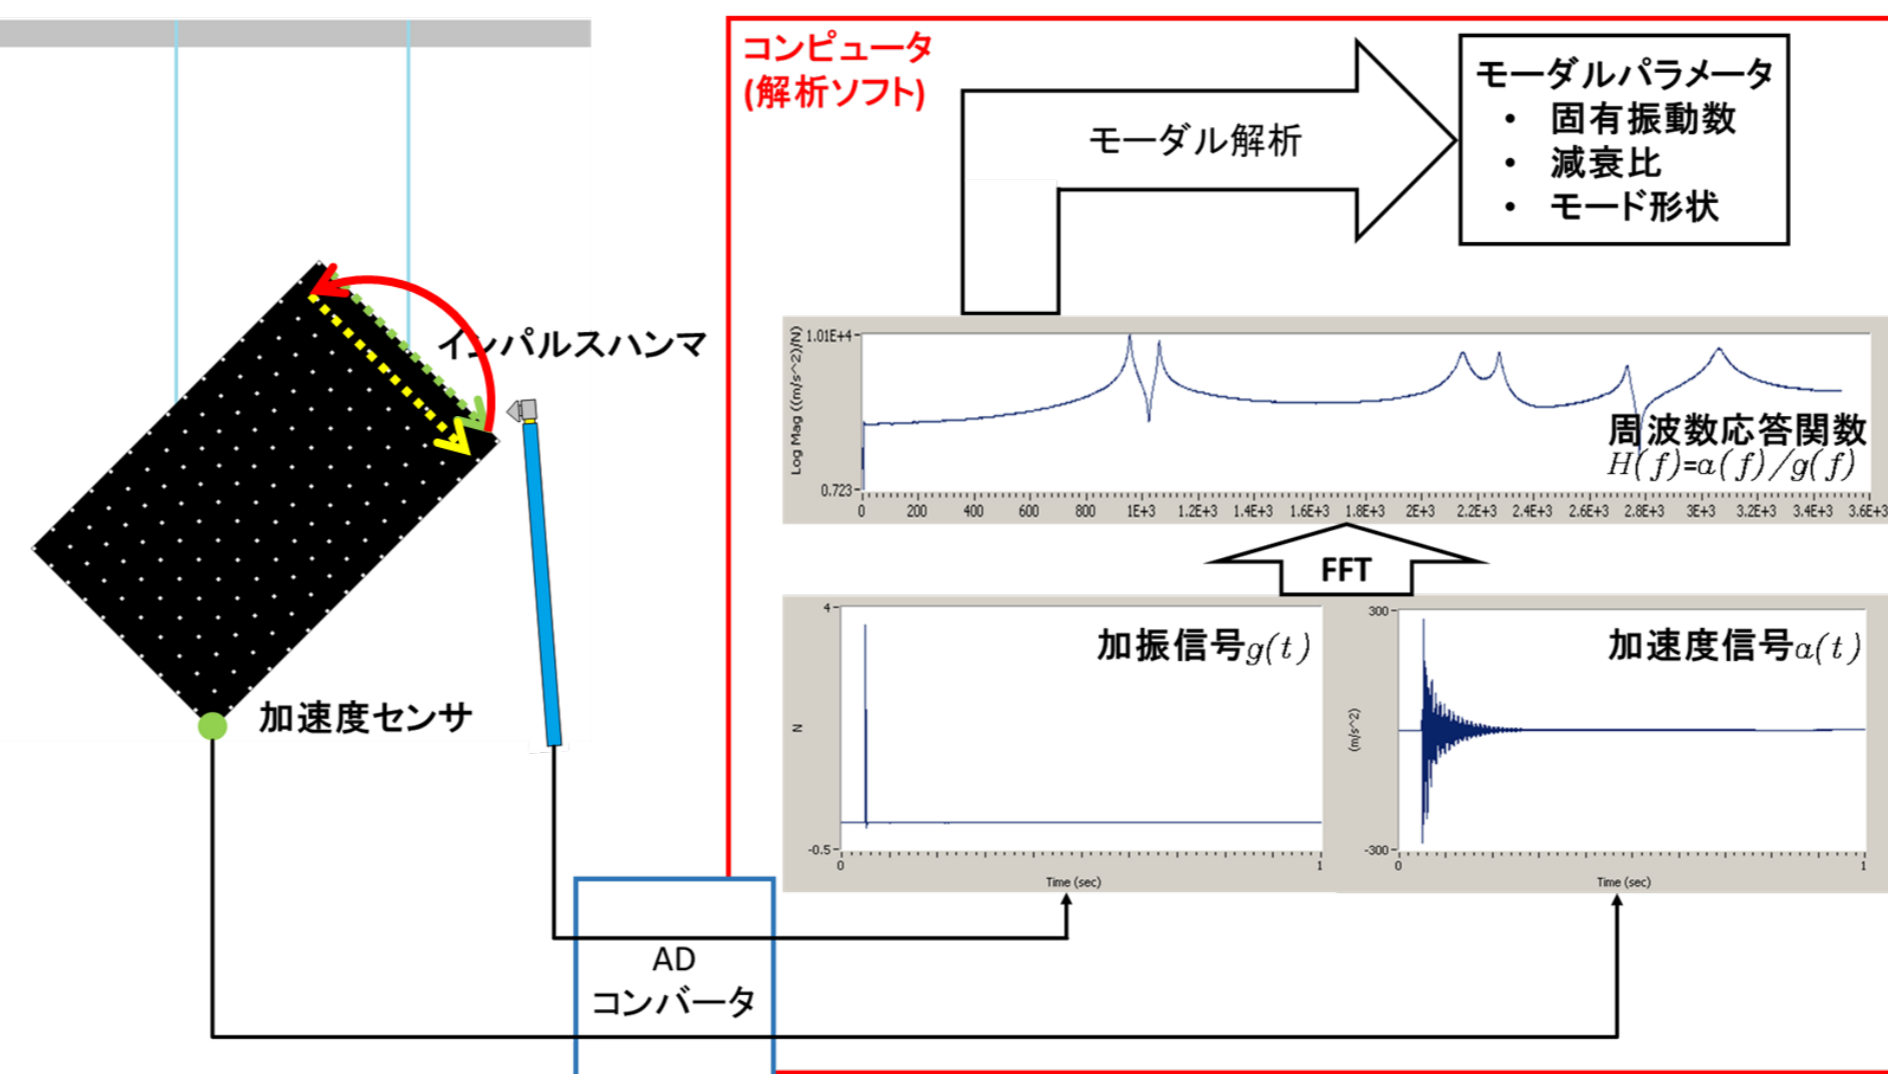 コンピュータ
(解析ソフト)
モーダル解析
モーダルパラメータ
• 固有振動数
• 減衰比
• モード形状
インパルスハンマ
加速度センサ
1.01E+4
Log Mag ((m/s^2)/N)
0.723
0 200 400 600 800 1E+3 1.2E+3 1.4E+3 1.6E+3 1.8E+3 2E+3 2.2E+3 2.4E+3 2.6E+3 2.8E+3 3E+3 3.2E+3 3.4E+3 3.6E+3
周波数応答関数
H(f)=a(f)/g(f)
FFT
4
N
-0.5
0 1
Time (sec)
加振信号g(t)
300
(m/s^2)
-300
0 1
Time (sec)
加速度信号a(t)
AD
コンバータ